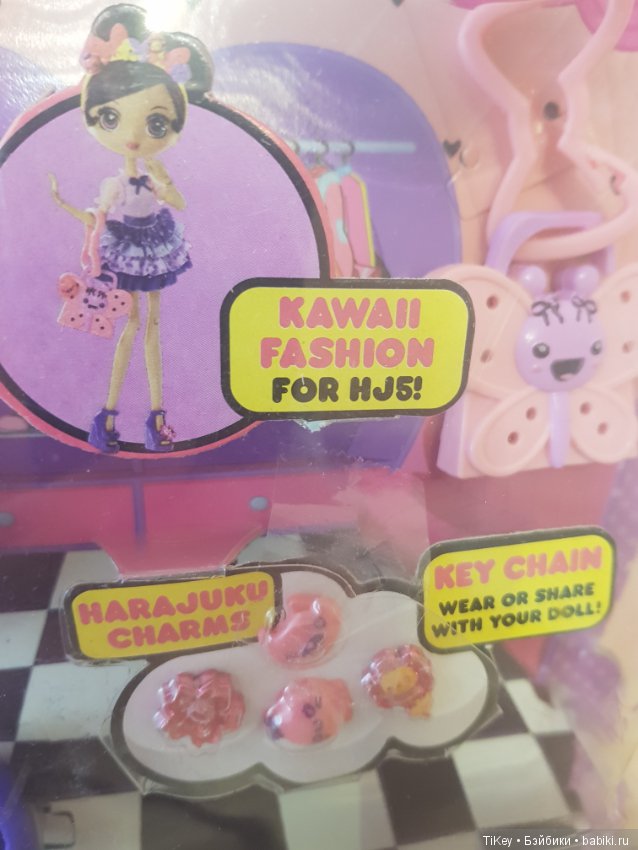 KAWAII
FASHION
FOR HJ5!
HARAJUKU
CHARMS
KEY CHAIN
WEAR OR SHARE
WITH YOUR DOLL!
TiKey • Бэйбики • babiki.ru